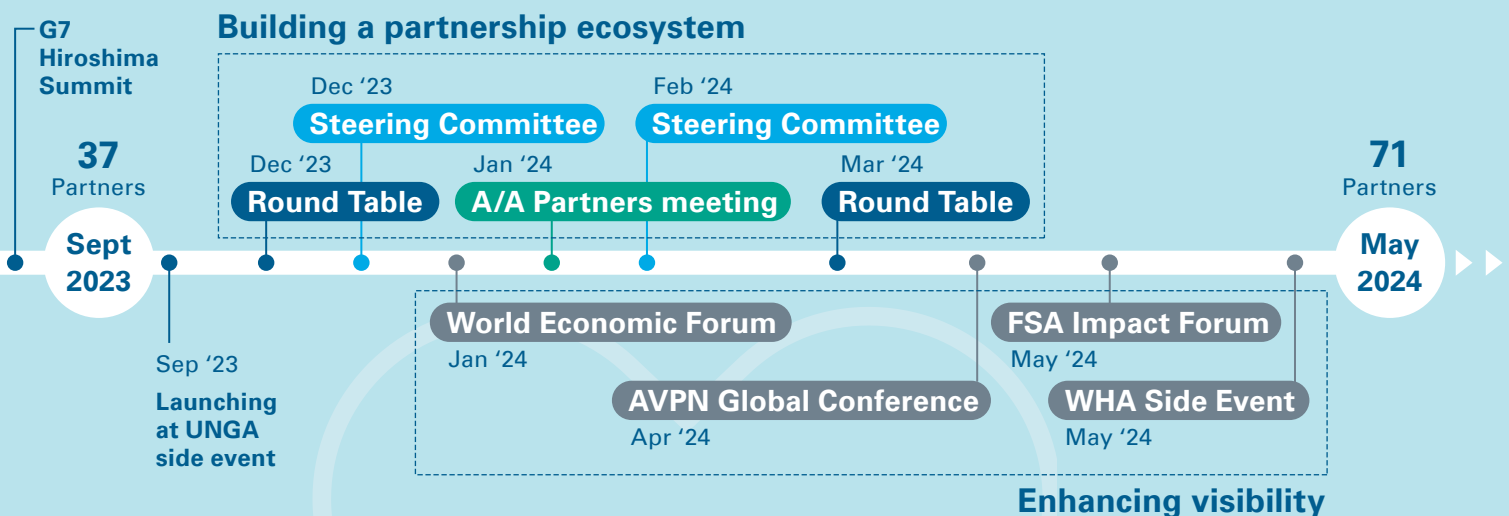 G7
Hiroshima
Summit
Building a partnership ecosystem
Dec ‘23
Steering Committee
Feb ‘24
Steering Committee
37
Partners
Dec ‘23
Round Table
Jan ‘24
A/A Partners meeting
Mar ‘24
Round Table
71
Partners
Sept
2023
May
2024
World Economic Forum
Jan ‘24
FSA Impact Forum
May ‘24
Sep ‘23
Launching
at UNGA
side event
AVPN Global Conference
Apr ‘24
WHA Side Event
May ‘24
Enhancing visibility